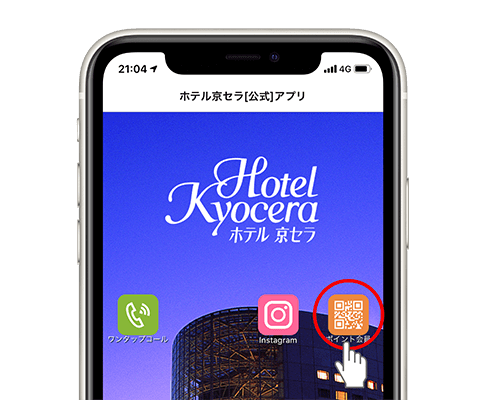 21:04
4G
ホテル京セラ[公式]アプリ
Hotel
Kyocera
ホテル 京セラ
ワンタップコール
Instagram
ポイント会員